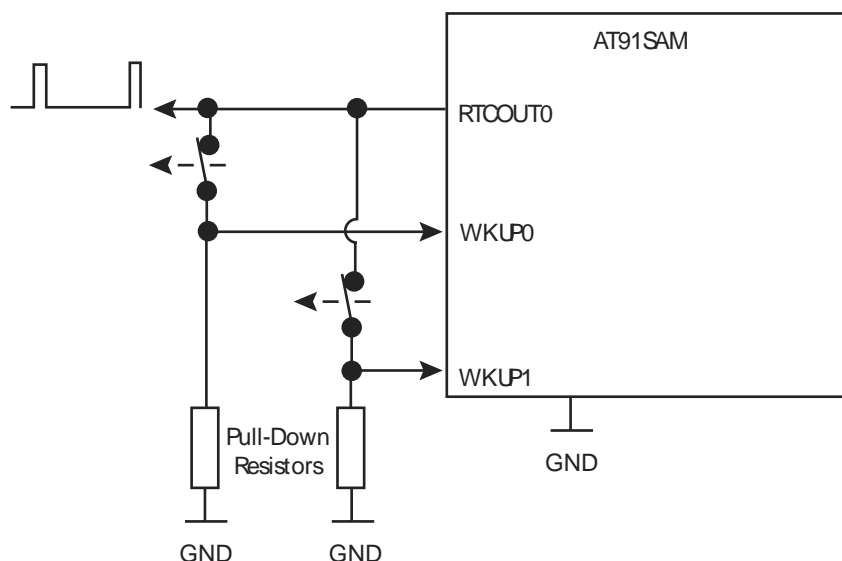 AT91SAM
RTCOUT0
WKUP0
WKUP1
Pull-Down
Resistors
GND
GND
GND